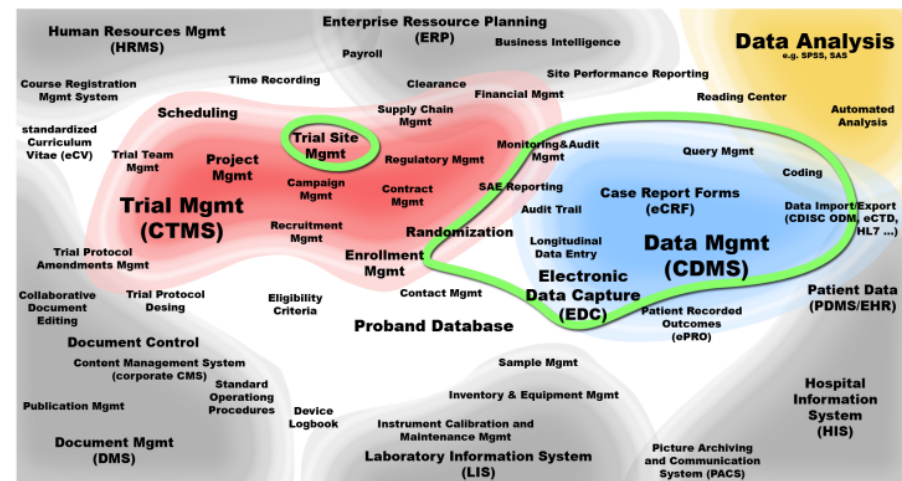 Human Resources Mgmt
(HRMS)
Enterprise Ressource Planning
(ERP)
Payroll
Business Intelligence
Data Analysis
e.g. SPSS, SAS
Course Registration
Mgmt System
Time Recording
Clearance
Site Performance Reporting
Financial Mgmt
Reading Center
Scheduling
Supply Chain
Mgmt
Automated
Analysis
standardized
Curriculum
Vitae (eCV)
Trial Site
Mgmt
Monitoring&Audit
Mgmt
Query Mgmt
Trial Team
Mgmt
Project
Mgmt
Regulatory Mgmt
Coding
Campaign
Mgmt
Contract
Mgmt
SAE Reporting
Case Report Forms
(eCRF)
Trial Mgmt
(CTMS)
Audit Trail
Data Import/Export
(CDISC ODM, eCTD,
HL7 ...)
Recruitment
Mgmt
Randomization
Longitudinal
Data Entry
Data Mgmt
(CDMS)
Trial Protocol
Amendments Mgmt
Enrollment
Mgmt
Electronic
Data Capture
(EDC)
Collaborative
Document
Editing
Trial Protocol
Desing
Eligibility
Criteria
Contact Mgmt
Patient Data
(PDMS/EHR)
Proband Database
Patient Recorded
Outcomes
(ePRO)
Document Control
Content Management System
(corporate CMS)
Sample Mgmt
Standard
Operationg
Procedures
Inventory & Equipment Mgmt
Hospital
Information
System
(HIS)
Publication Mgmt
Device
Logbook
Instrument Calibration and
Maintenance Mgmt
Document Mgmt
(DMS)
Laboratory Information System
(LIS)
Picture Archiving
and Communication
System (PACS)